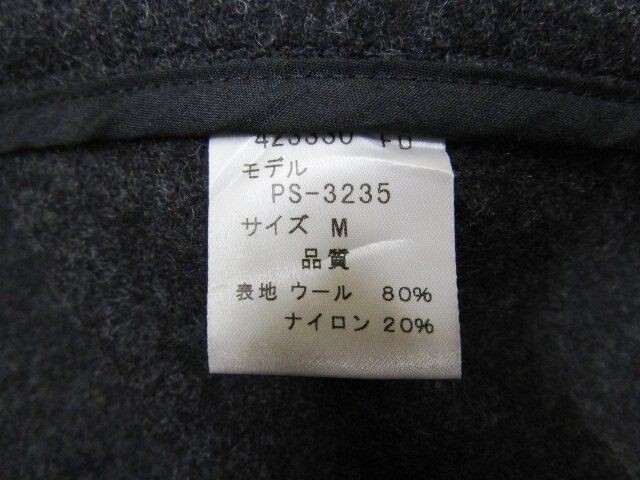 モデル
PS-3235
サイズ M
品質
表地 ウール 80%
ナイロン 20%